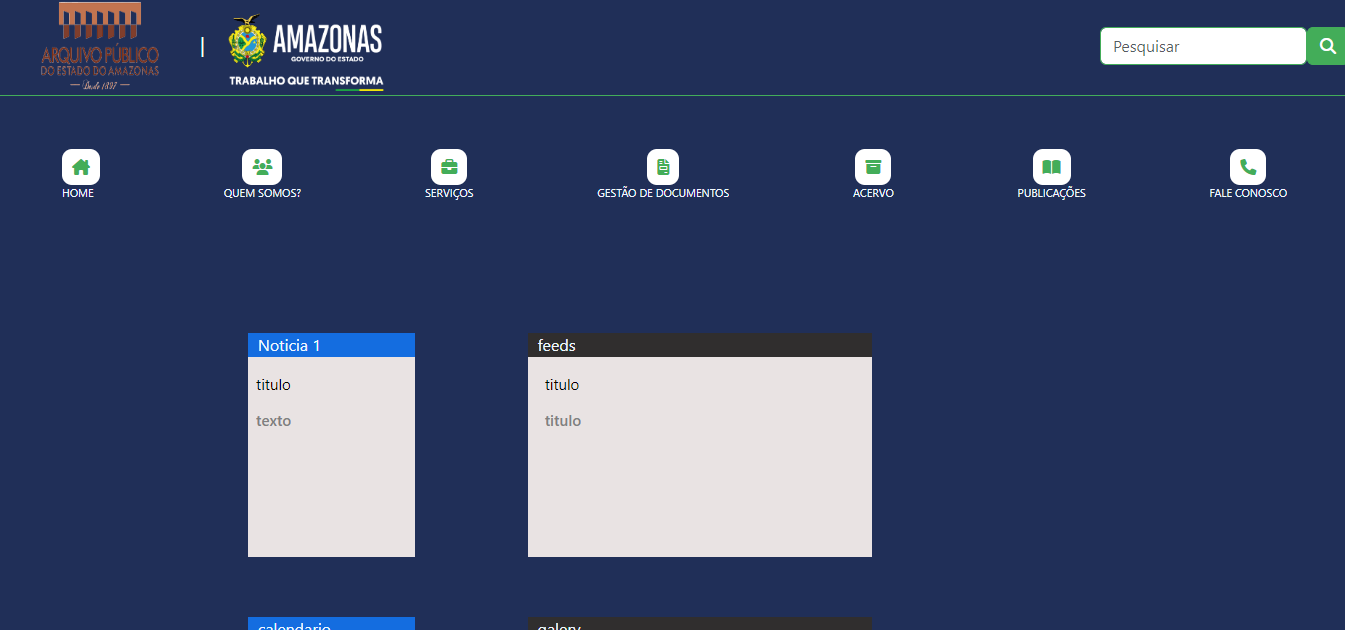 ARQUIVO PÚBLICO
DO ESTADO DO AMAZONAS
— Desde 1897 —
|
AMAZONAS
GOVERNO DO ESTADO
TRABALHO QUE TRANSFORMA
Pesquisar
HOME
QUEM SOMOS?
SERVIÇOS
GESTÃO DE DOCUMENTOS
ACERVO
PUBLICAÇÕES
FALE CONOSCO
Noticia 1
titulo
texto
feeds
titulo
titulo
calendario
galery